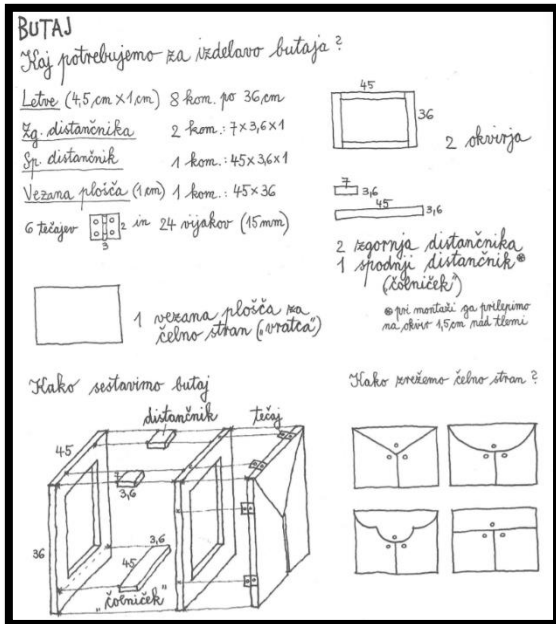 BUTAJ
Kaj potrebujemo za izdelavo butaja?
Letve (4,5 cm X 1 cm) 8 kom. po 36 cm
Zg. distančnika 2 kom.: 7×3,6×1
Sp. distančnik 1 kom.: 45×3,6×1
Vezana plošča (1 cm) 1 kom.: 45×36
6 tečajev 2 3 in 24 vijakov (15mm)
45
36
2 okvirja
7
3,6
45
3,6
2 zgornja distančnika
1 spodnji distančnik
("čolniček")
pri montaži ga prilepimo
na okvir 1,5 cm nad tlemi
1 vezana plošča za
čelno stran ("vratca")
Kako sestavimo butaj
distančnik
tečaj
45
7
3,6
36
3,6
45
"čolniček"
Kako zrežemo čelno stran?